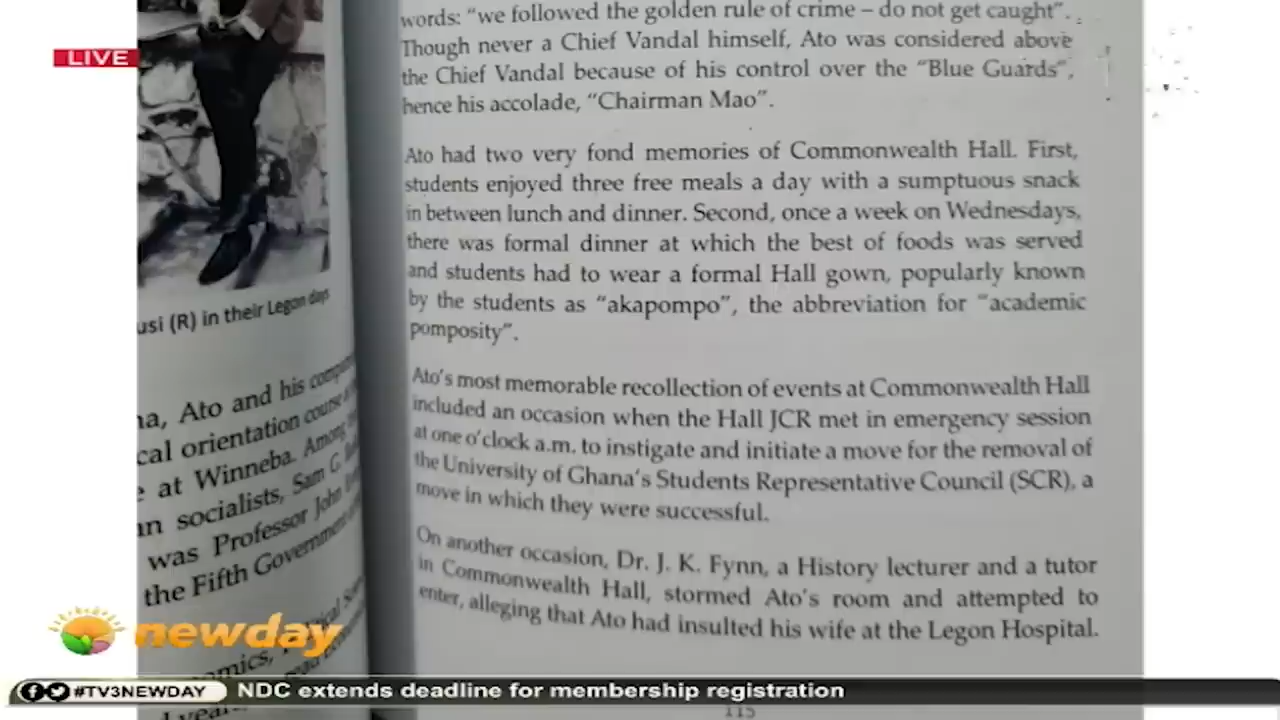 LIVE
usi (R) in their Legon days
na, Ato and his
cal orientation course
e at Winneba. Among
an socialists, Sam G.
was Professor John
the Fifth Government
words: "we followed the golden rule of crime – do not get caught".
Though never a Chief Vandal himself, Ato was considered above
the Chief Vandal because of his control over the "Blue Guards",
hence his accolade, "Chairman Mao".
Ato had two very fond memories of Commonwealth Hall. First,
students enjoyed three free meals a day with a sumptuous snack
in between lunch and dinner. Second, once a week on Wednesdays,
there was formal dinner at which the best of foods was served
and students had to wear a formal Hall gown, popularly known
by the students as "akapompo", the abbreviation for "academic
pomposity".
Ato's most memorable recollection of events at Commonwealth Hall
included an occasion when the Hall JCR met in emergency session
at one o'clock a.m. to instigate and initiate a move for the removal of
the University of Ghana's Students Representative Council (SCR), a
move in which they were successful.
On another occasion, Dr. J. K. Fynn, a History lecturer and a tutor
in Commonwealth Hall, stormed Ato's room and attempted to
enter, alleging that Ato had insulted his wife at the Legon Hospital.
115
newday
#TV3NEWDAY
NDC extends deadline for membership registration